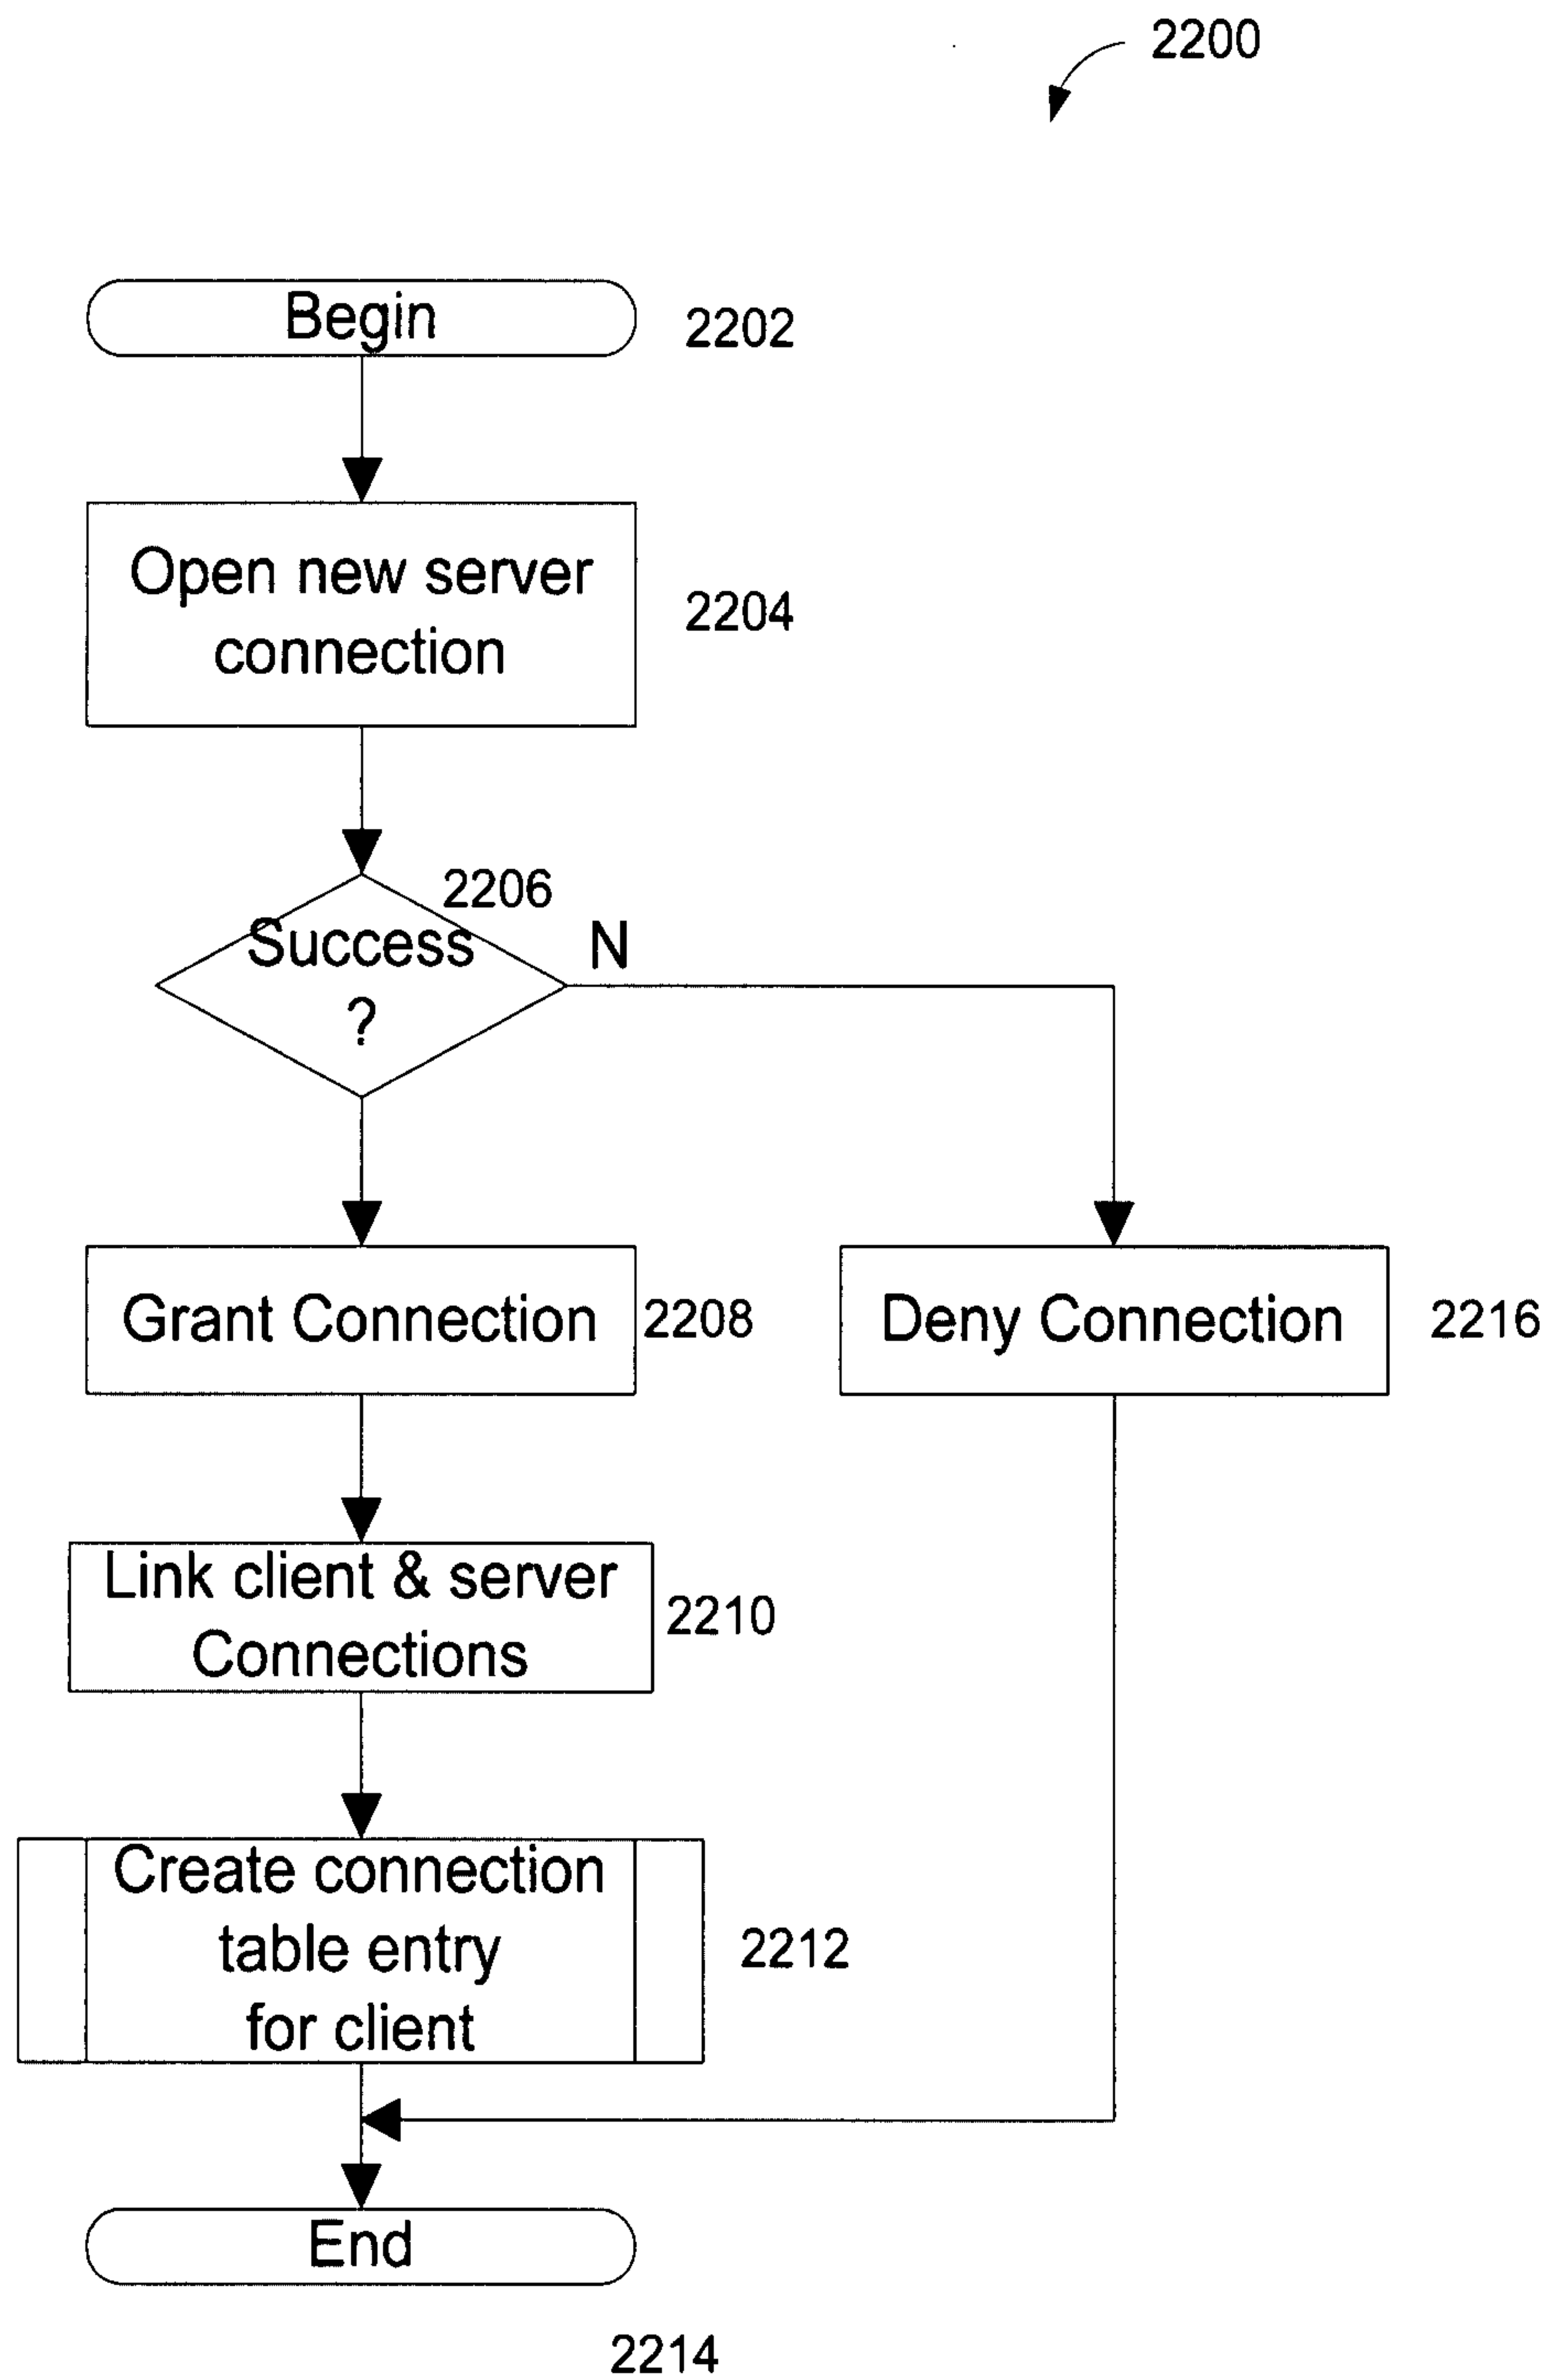 2200
Begin
2202
Open new server
connection
2204
2206
Success
?
N
Grant Connection
2208
Deny Connection
2216
Link client & server
Connections
2210
Create connection
table entry
for client
2212
End
2214